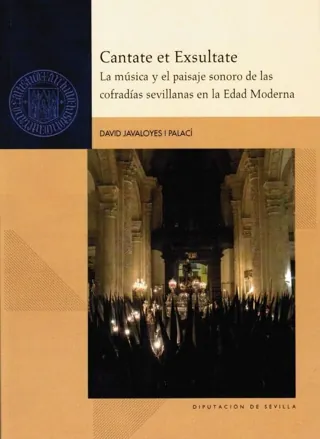 Cantate et Exsultate
La música y el paisaje sonoro de las
cofradías sevillanas en la Edad Moderna
DAVID JAVALOYES I PALACÍ
DIPUTACIÓN DE SEVILLA